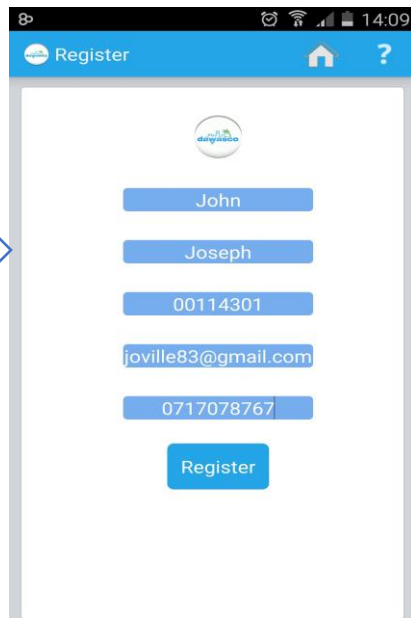 14:09
Register
?
dawasco
John
Joseph
00114301
joville83@gmail.com
0717078767
Register